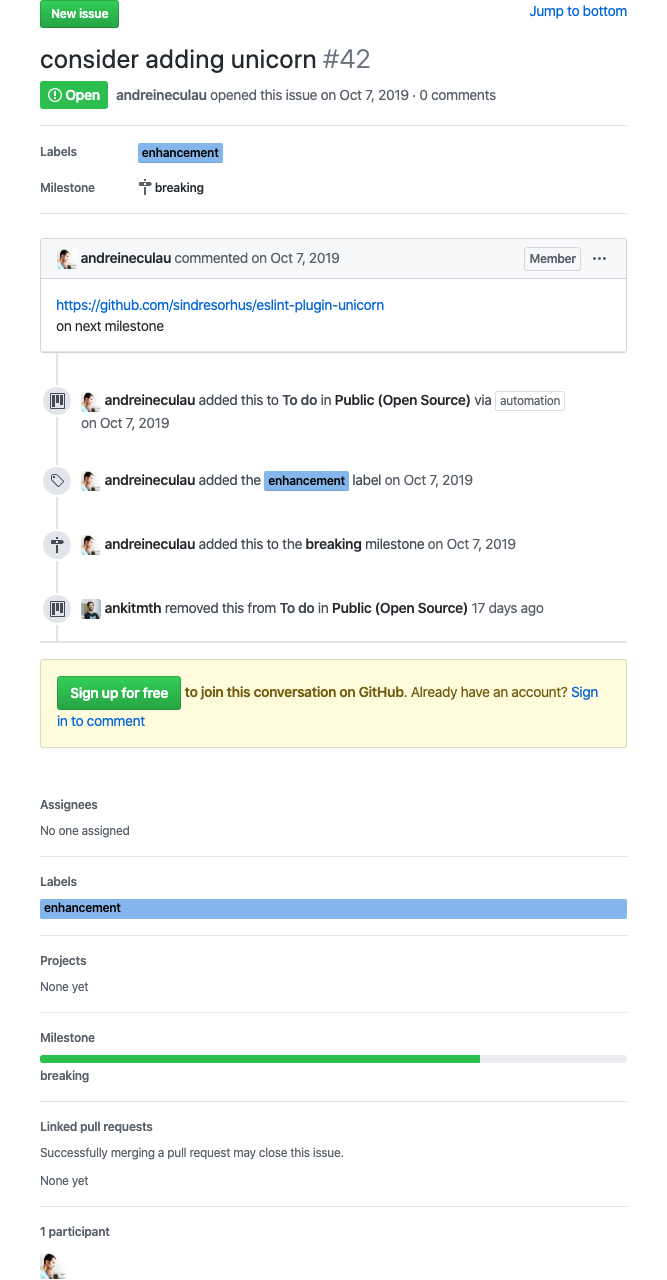 New issue
Jump to bottom
consider adding unicorn #42
Open
andreineculau opened this issue on Oct 7, 2019 · 0 comments
Labels
enhancement
Milestone
breaking
andreineculau commented on Oct 7, 2019
Member
https://github.com/sindresorhus/eslint-plugin-unicorn
on next milestone
andreineculau added this to To do in Public (Open Source) via automation
on Oct 7, 2019
andreineculau added the enhancement label on Oct 7, 2019
andreineculau added this to the breaking milestone on Oct 7, 2019
ankitmth removed this from To do in Public (Open Source) 17 days ago
Sign up for free to join this conversation on GitHub. Already have an account? Sign
in to comment
Assignees
No one assigned
Labels
enhancement
Projects
None yet
Milestone
breaking
Linked pull requests
Successfully merging a pull request may close this issue.
None yet
1 participant